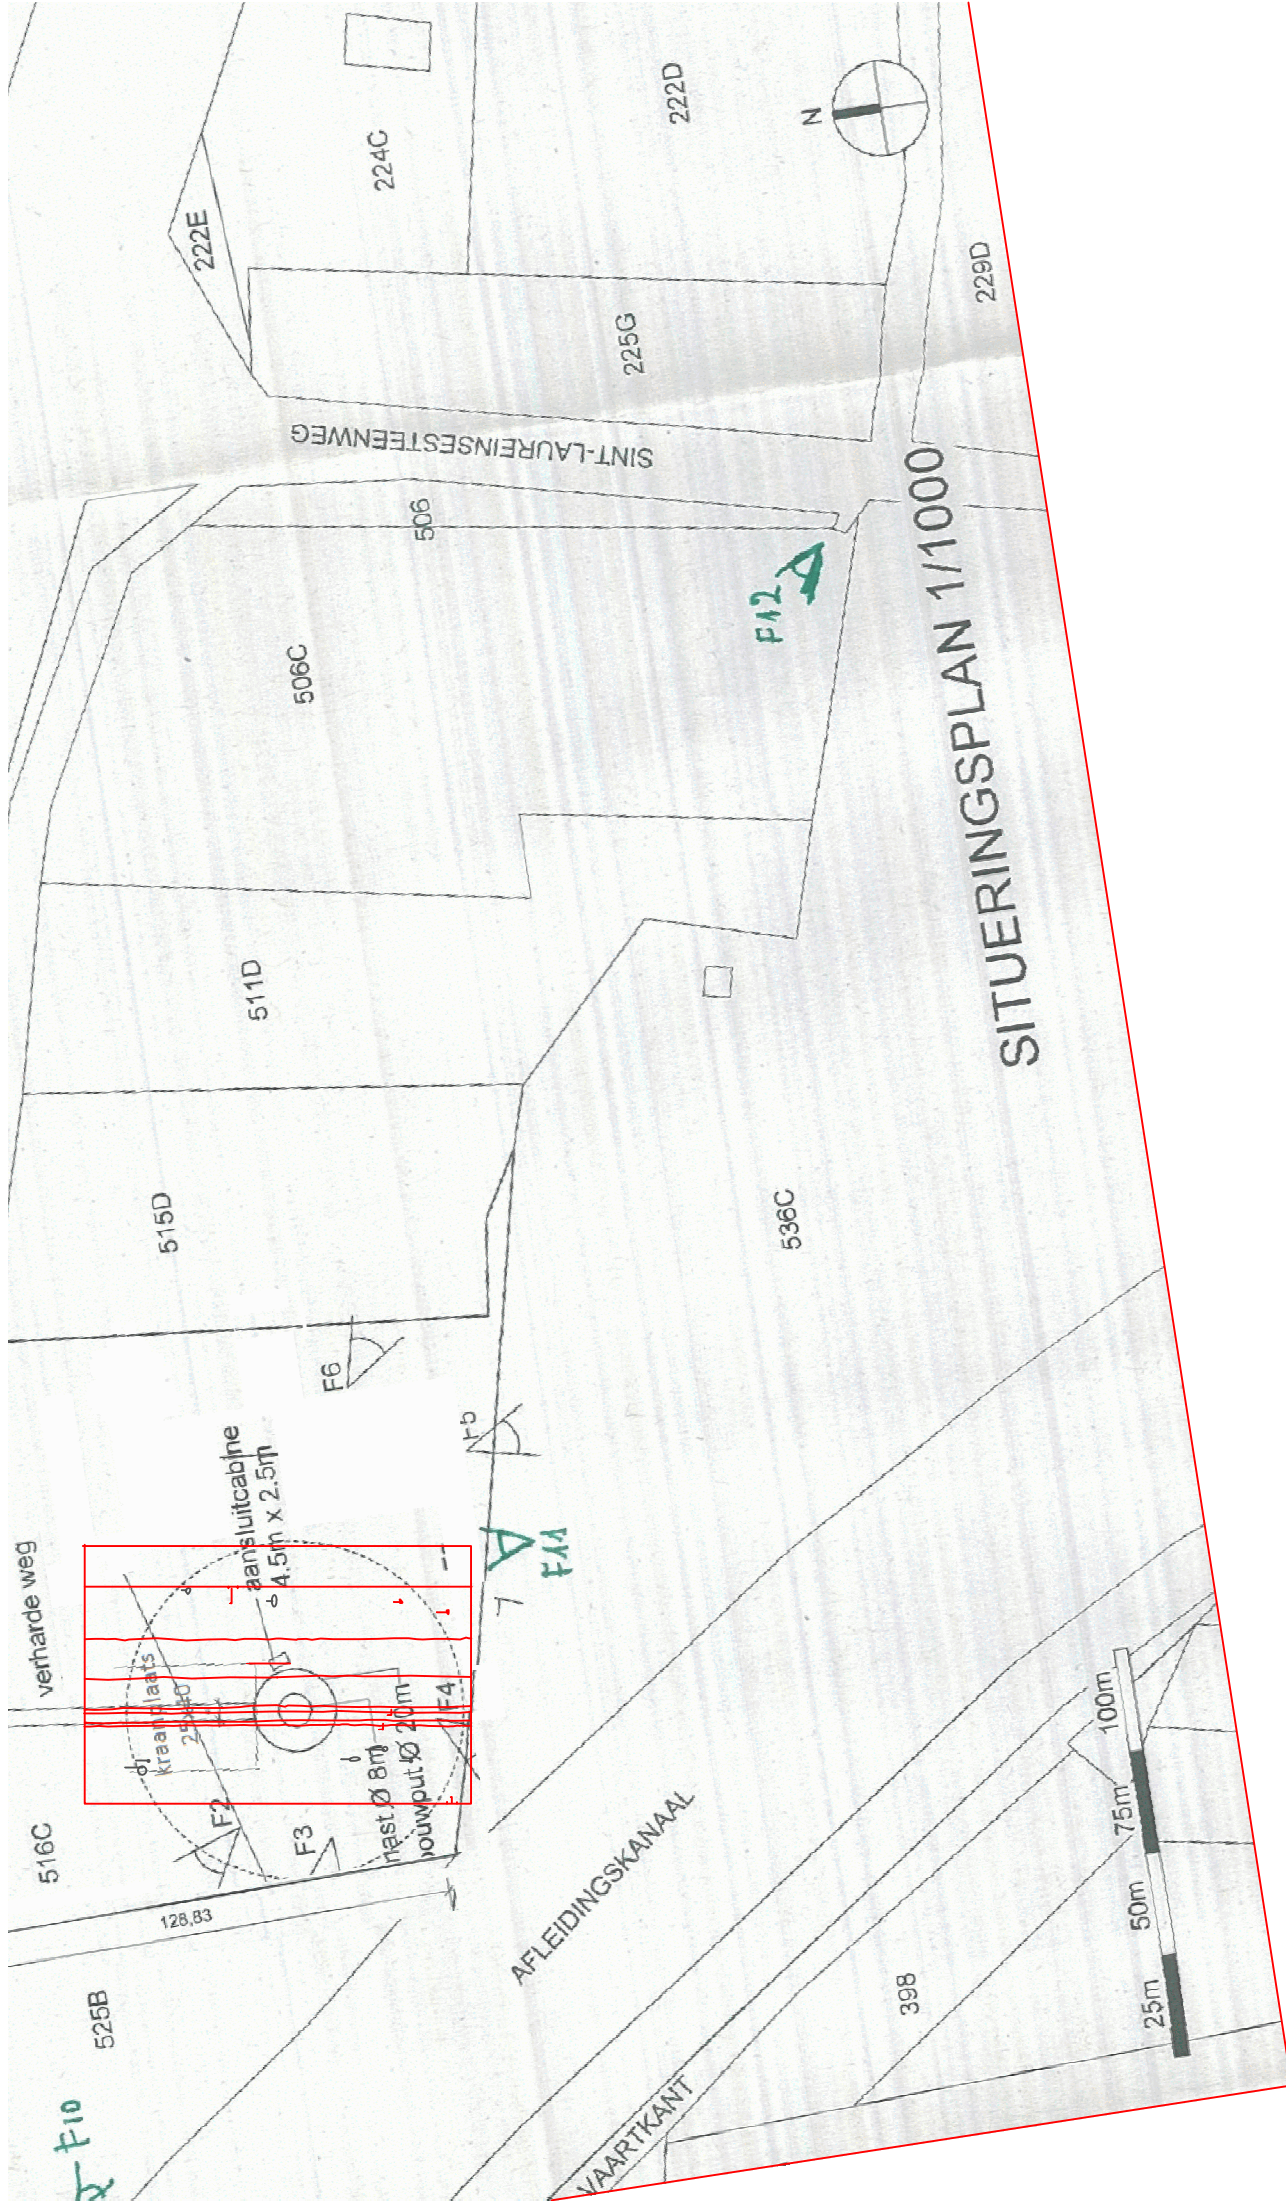 222D
N
224C
222E
229D
225G
SINT-LAUREINSESTEENWEG
506
F12
SITUERINGSPLAN 1/1000
506C
511D
515D
536C
F6
F5
aansluitcabine
4.5m x 2.5m
F11
verharde weg
kraanplaats
25x40
F4
mast Ø 8m
bouwput Ø 20m
F2
F3
516C
128,83
100m
75m
50m
25m
AFLEIDINGSKANAAL
398
525B
F10
VAARTKANT